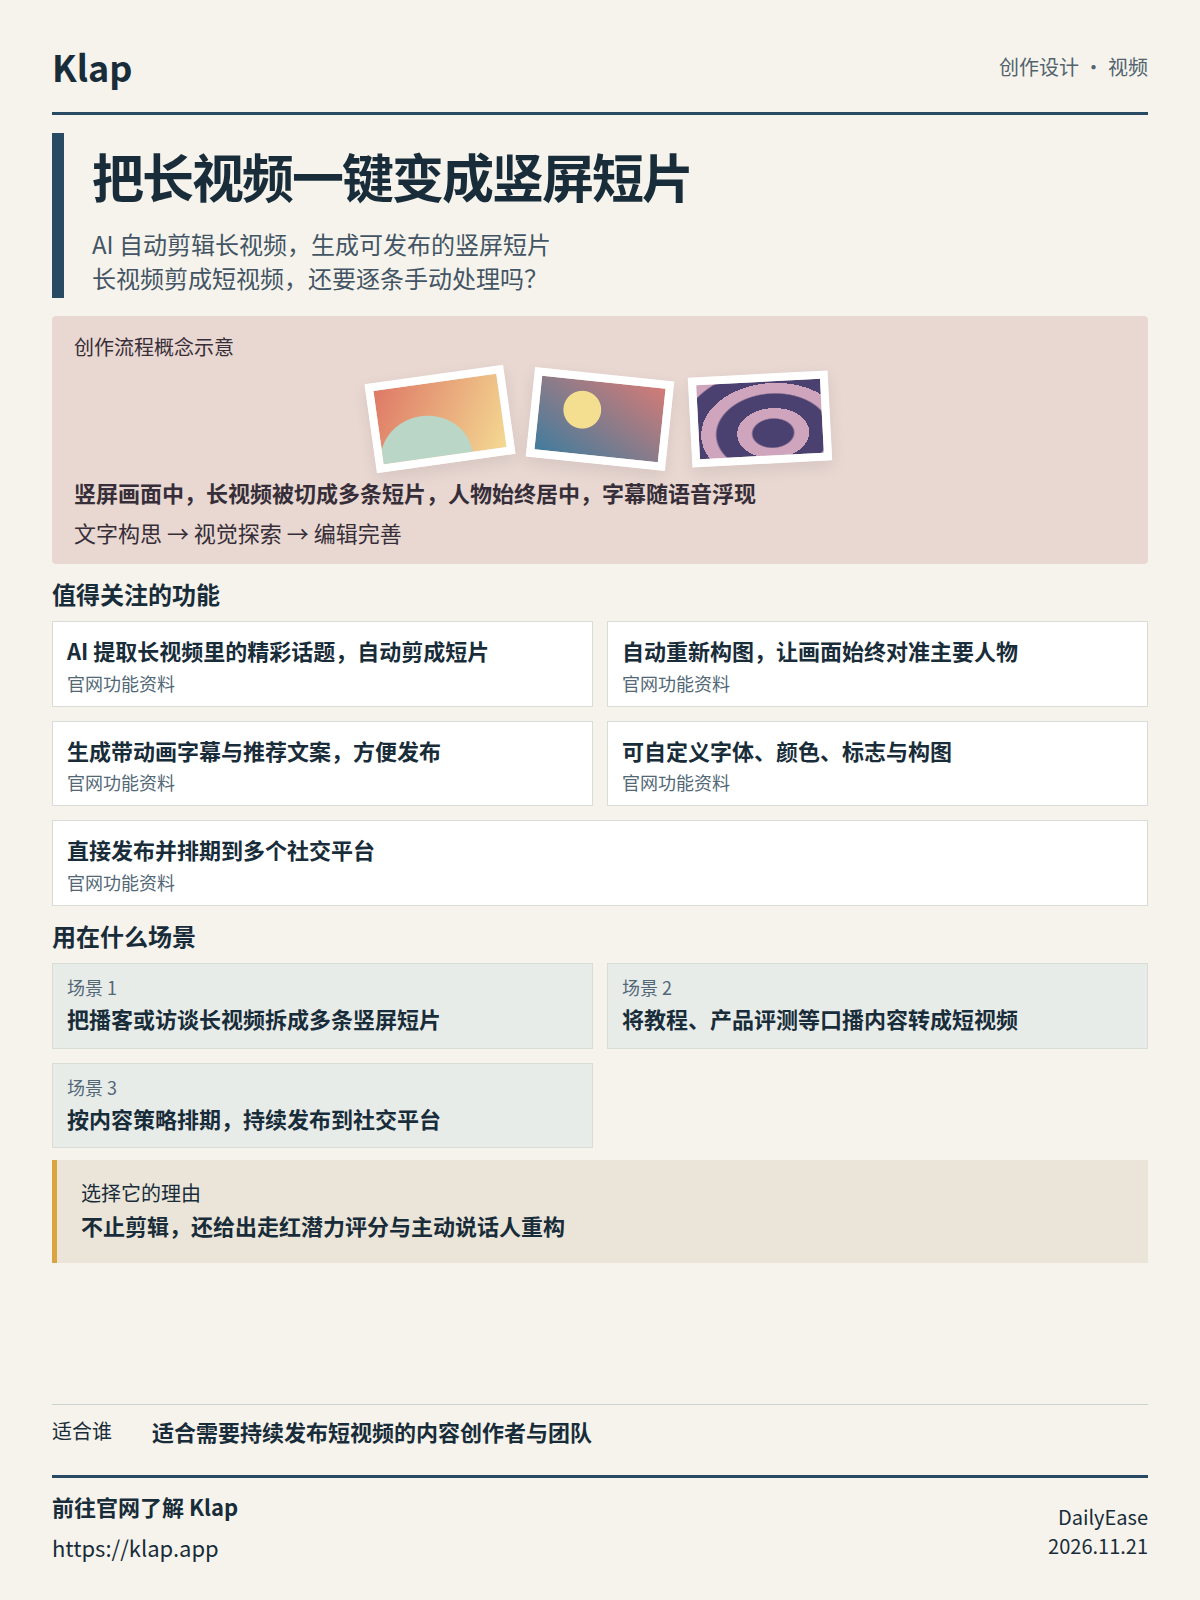 Klap
创作设计 · 视频
把长视频一键变成竖屏短片
AI 自动剪辑长视频，生成可发布的竖屏短片
长视频剪成短视频，还要逐条手动处理吗？
创作流程概念示意
竖屏画面中，长视频被切成多条短片，人物始终居中，字幕随语音浮现
文字构思 → 视觉探索 → 编辑完善
值得关注的功能
AI 提取长视频里的精彩话题，自动剪成短片
官网功能资料
自动重新构图，让画面始终对准主要人物
官网功能资料
生成带动画字幕与推荐文案，方便发布
官网功能资料
可自定义字体、颜色、标志与构图
官网功能资料
直接发布并排期到多个社交平台
官网功能资料
用在什么场景
场景 1
把播客或访谈长视频拆成多条竖屏短片
场景 2
将教程、产品评测等口播内容转成短视频
场景 3
按内容策略排期，持续发布到社交平台
选择它的理由
不止剪辑，还给出走红潜力评分与主动说话人重构
适合谁
适合需要持续发布短视频的内容创作者与团队
前往官网了解 Klap
https://klap.app
DailyEase
2026.11.21